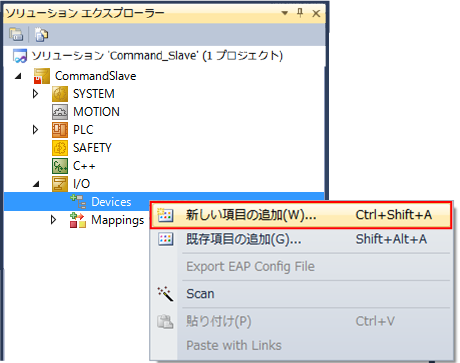 ソリューション エクスプローラー
ソリューション 'Command_Slave' (1 プロジェクト)
CommandSlave
SYSTEM
MOTION
PLC
SAFETY
C++
I/O
Devices
Mappings
新しい項目の追加(W)... Ctrl+Shift+A
既存項目の追加(G)... Shift+Alt+A
Export EAP Config File
Scan
貼り付け(P) Ctrl+V
Paste with Links